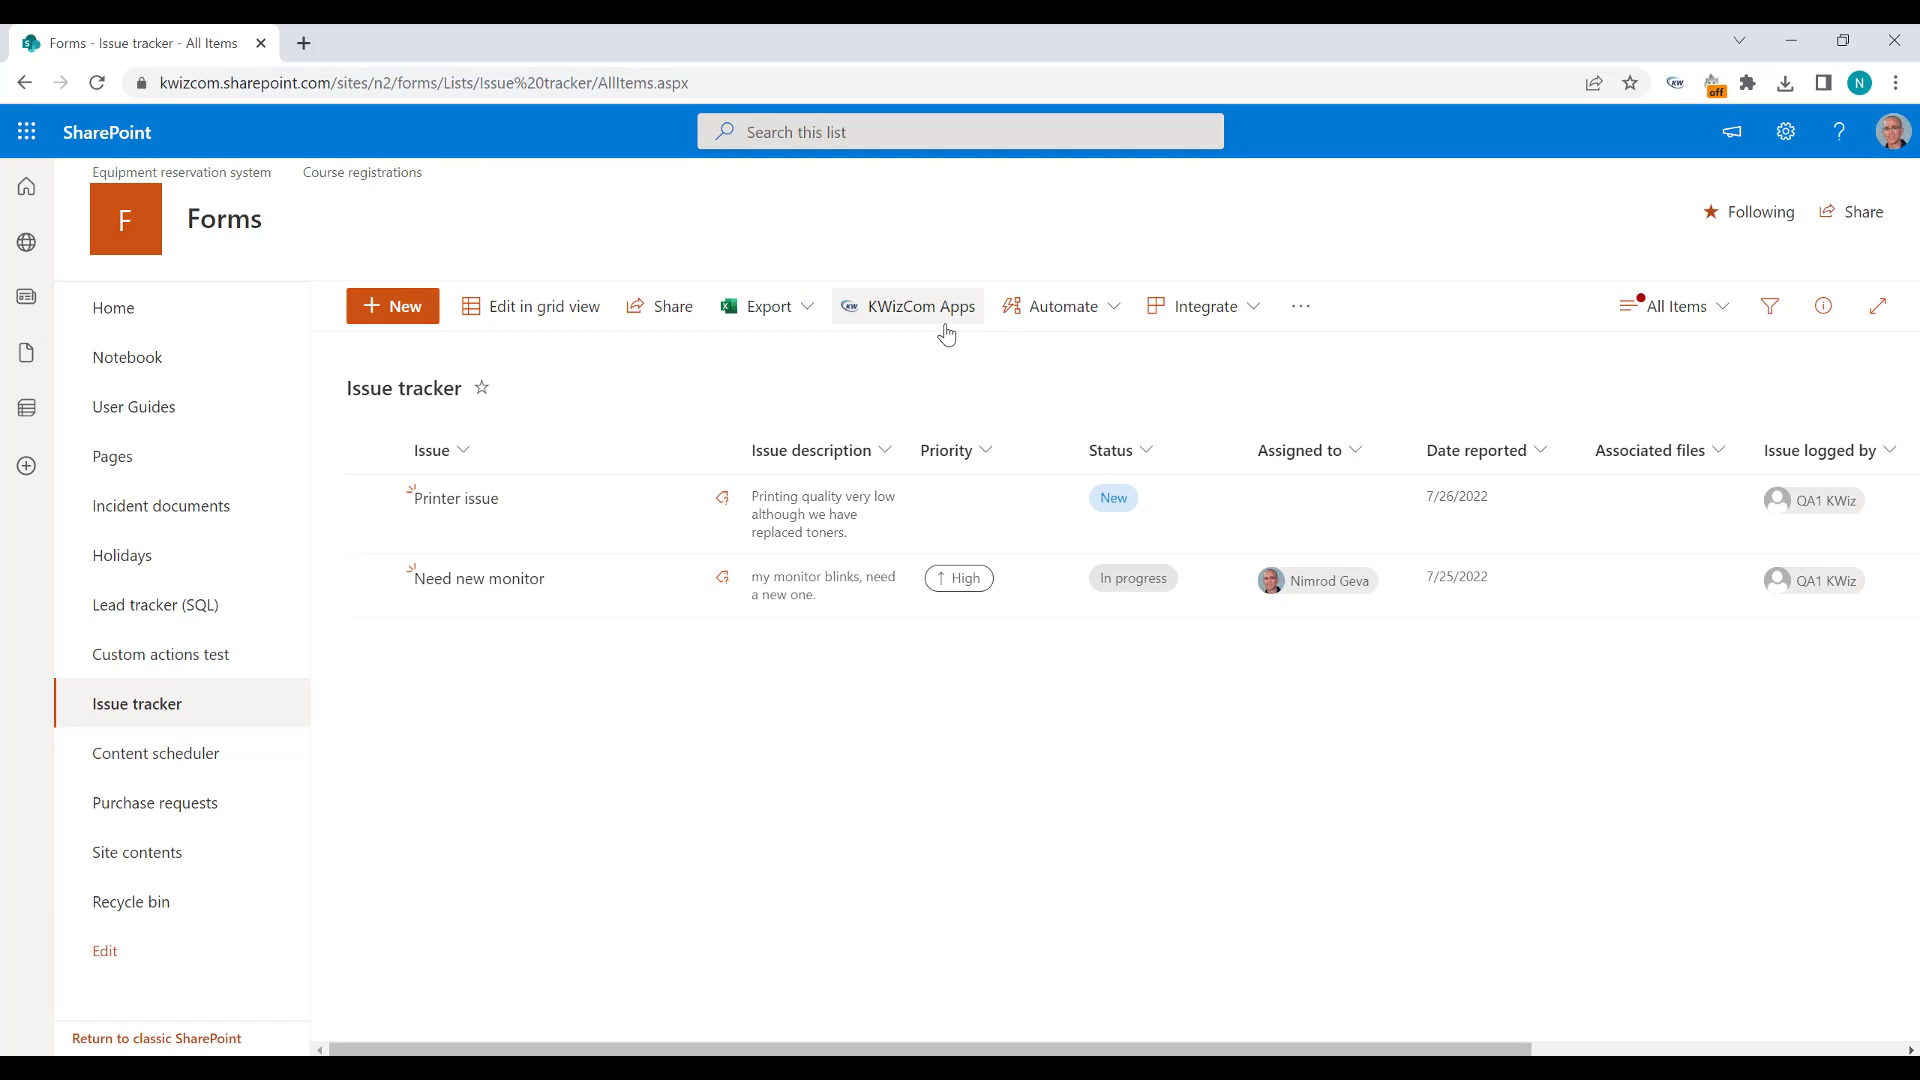 Forms - Issue tracker - All Items
kwizcom.sharepoint.com/sites/n2/forms/Lists/Issue%20tracker/AllItems.aspx
KW
off
N
SharePoint
Search this list
Equipment reservation system Course registrations
F
Forms
Following Share
New Edit in grid view Share Export KW KWizCom Apps Automate Integrate ... All Items
Home
Notebook
User Guides
Pages
Incident documents
Holidays
Lead tracker (SQL)
Custom actions test
Issue tracker
Content scheduler
Purchase requests
Site contents
Recycle bin
Edit
Return to classic SharePoint
Issue tracker
Issue Issue description Priority Status Assigned to Date reported Associated files Issue logged by
Printer issue
Printing quality very low
although we have
replaced toners.
New
7/26/2022
QA1 KWiz
Need new monitor
my monitor blinks, need
a new one.
High
In progress
Nimrod Geva
7/25/2022
QA1 KWiz